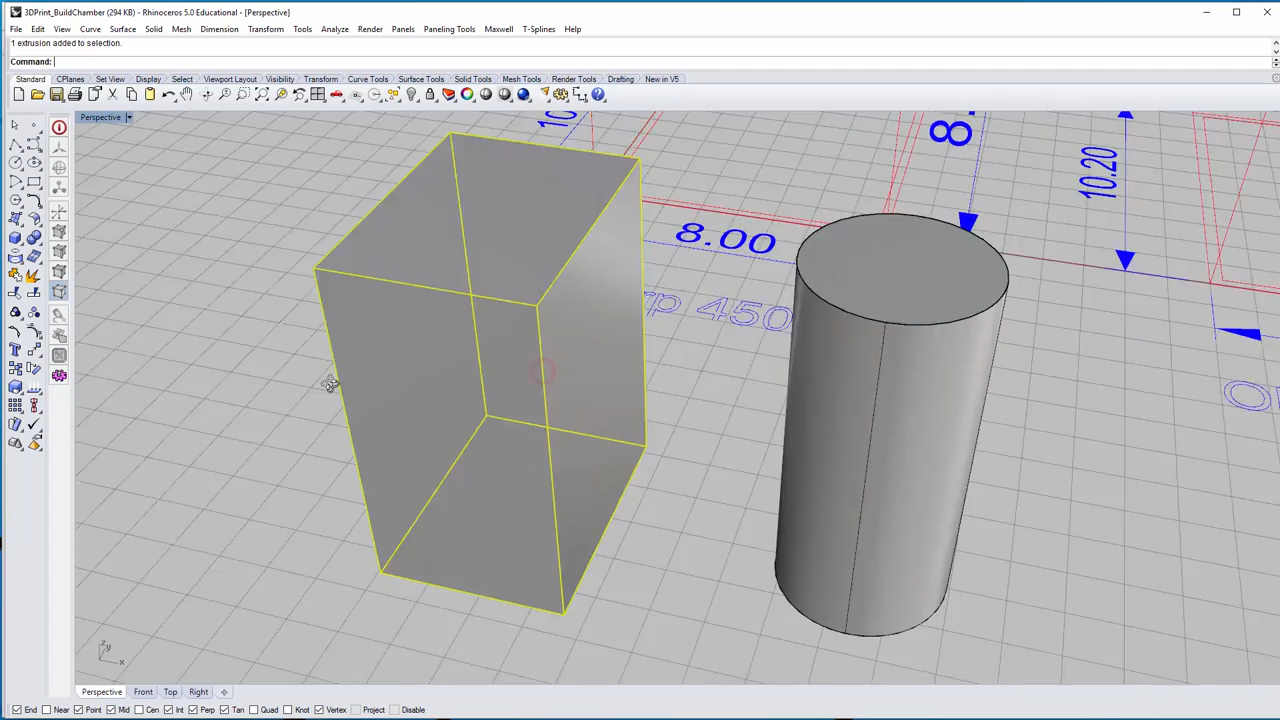 3DPrint_BuildChamber (294 KB) - Rhinoceros 5.0 Educational - [Perspective]
File Edit View Curve Surface Solid Mesh Dimension Transform Tools Analyze Render Panels Paneling Tools Maxwell T-Splines Help
1 extrusion added to selection.
Command:
Standard CPlanes Set View Display Select Viewport Layout Visibility Transform Curve Tools Surface Tools Solid Tools Mesh Tools Render Tools Drafting New in V5
Perspective
10
8.
10.20
8.00
rp 450
z y
x
Perspective Front Top Right
End Near Point Mid Cen Int Perp Tan Quad Knot Vertex Project Disable